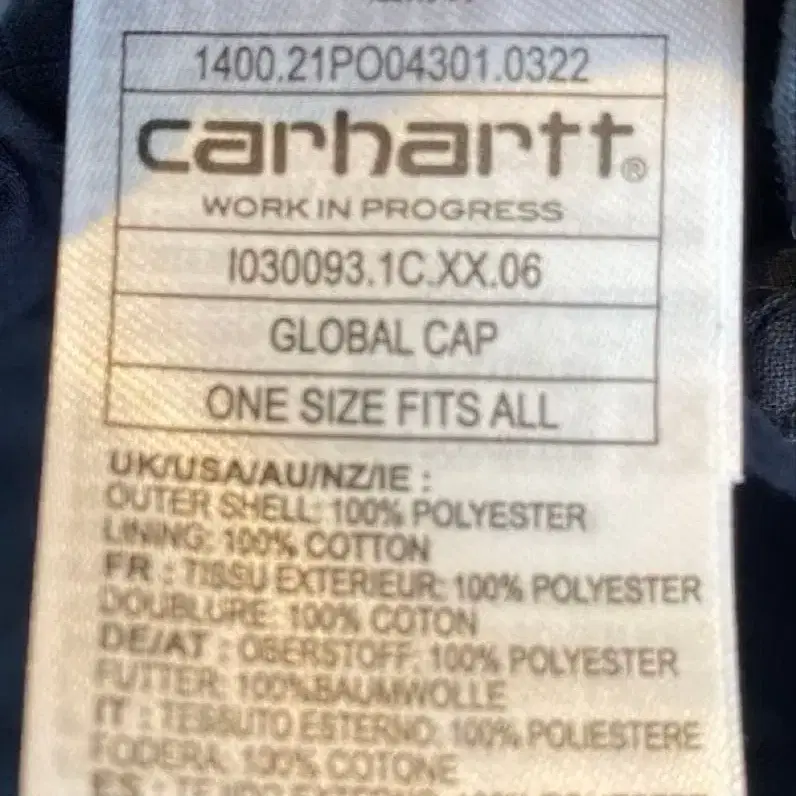 1400.21PO04301.0322
carhartt®
WORK IN PROGRESS
I030093.1C.XX.06
GLOBAL CAP
ONE SIZE FITS ALL
UK/USA/AU/NZ/IE :
OUTER SHELL: 100% POLYESTER
LINING: 100% COTTON
FR : TISSU EXTERIEUR: 100% POLYESTER
DOUBLURE: 100% COTON
DE/AT : OBERSTOFF: 100% POLYESTER
FUTTER: 100%BAUMWOLLE
IT : TESSUTO ESTERNO: 100% POLIESTERE
FODERA: 100% COTONE